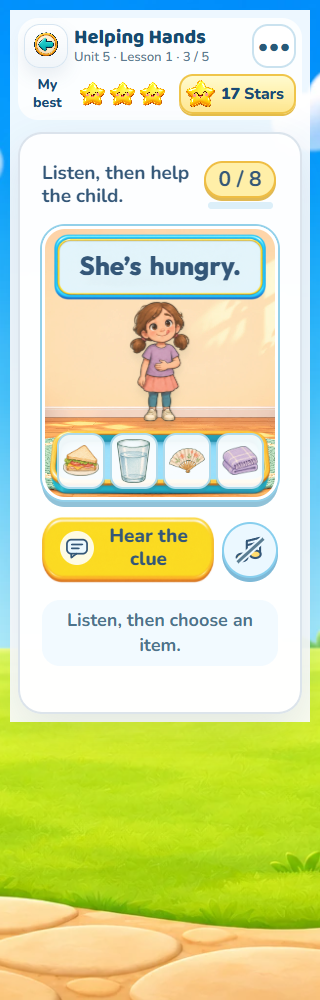 Helping Hands
Unit 5 · Lesson 1 · 3 / 5
My
best
17 Stars
Listen, then help
the child.
0 / 8
She's hungry.
Hear the
clue
Listen, then choose an
item.